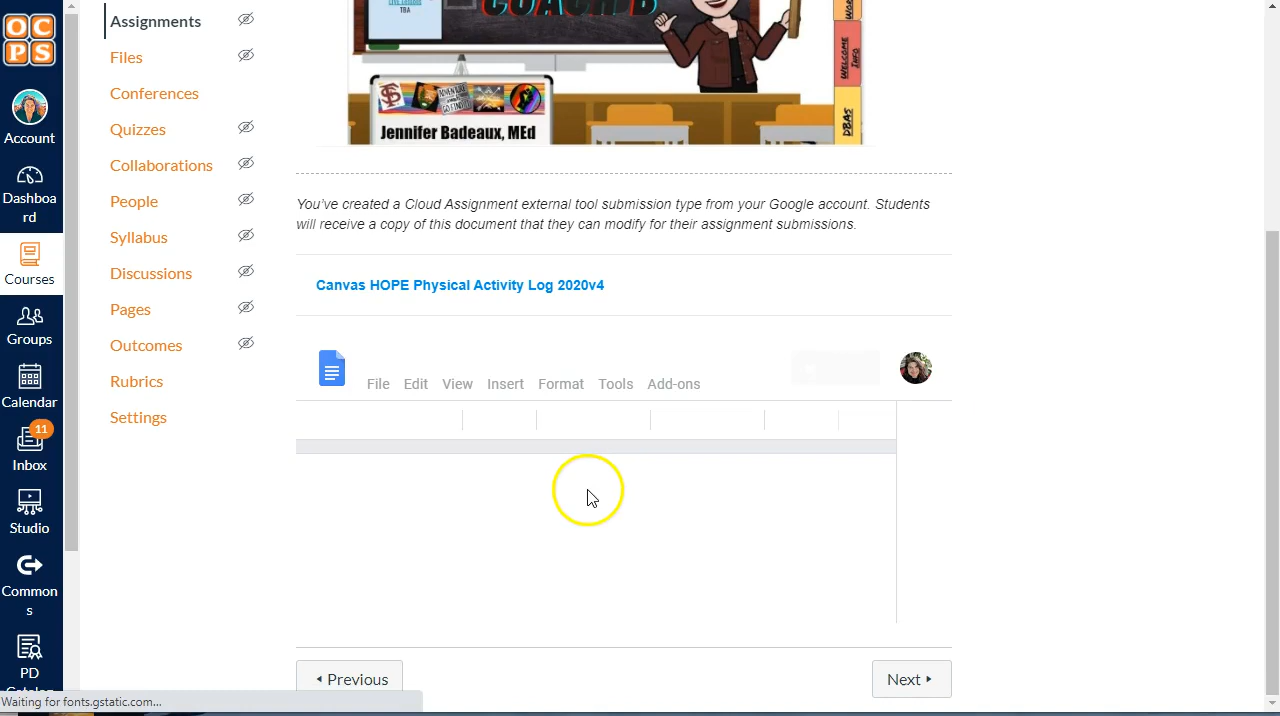 OC
PS
Account
Dashboa
rd
Courses
Groups
Calendar
11
Inbox
Studio
Common
s
PD
Assignments
Files
Conferences
Quizzes
Collaborations
People
Syllabus
Discussions
Pages
Outcomes
Rubrics
Settings
TBA
COACH B
WELCOME
INFO
DBAs
Jennifer Badeaux, MEd
You've created a Cloud Assignment external tool submission type from your Google account. Students
will receive a copy of this document that they can modify for their assignment submissions.
Canvas HOPE Physical Activity Log 2020v4
File Edit View Insert Format Tools Add-ons
Previous
Next
Waiting for fonts.gstatic.com...